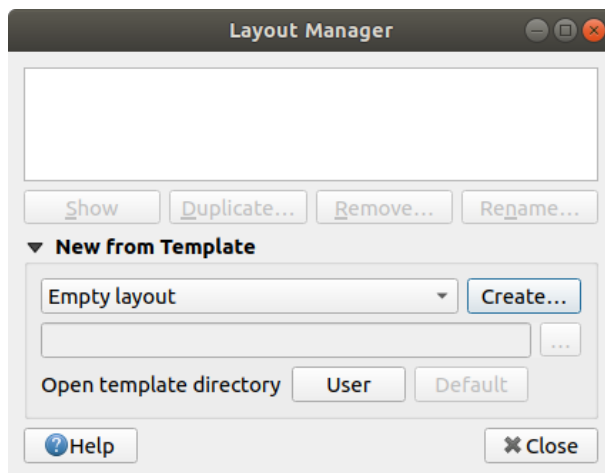 Layout Manager
Show Duplicate... Remove... Rename...
New from Template
Empty layout Create...
...
Open template directory User Default
Help Close